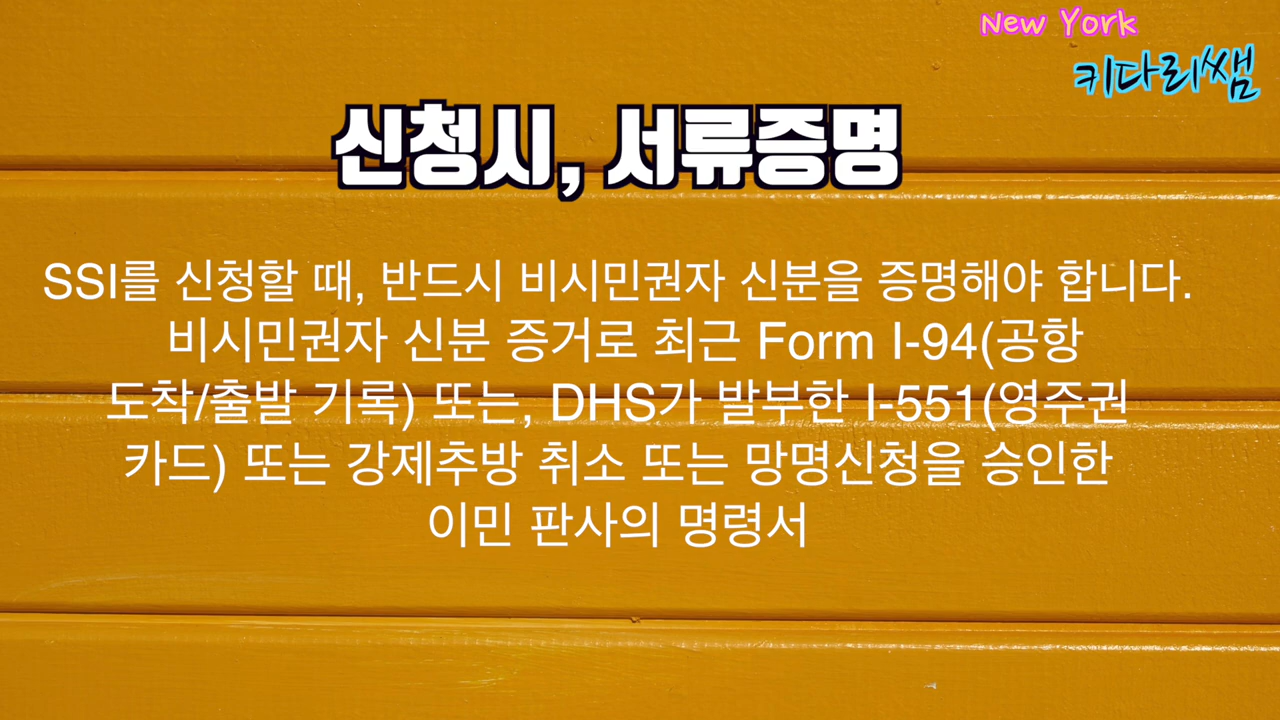 New York
키다리쌤
신청시, 서류증명
SSI를 신청할 때, 반드시 비시민권자 신분을 증명해야 합니다.
비시민권자 신분 증거로 최근 Form I-94(공항
도착/출발 기록) 또는, DHS가 발부한 I-551(영주권
카드) 또는 강제추방 취소 또는 망명신청을 승인한
이민 판사의 명령서